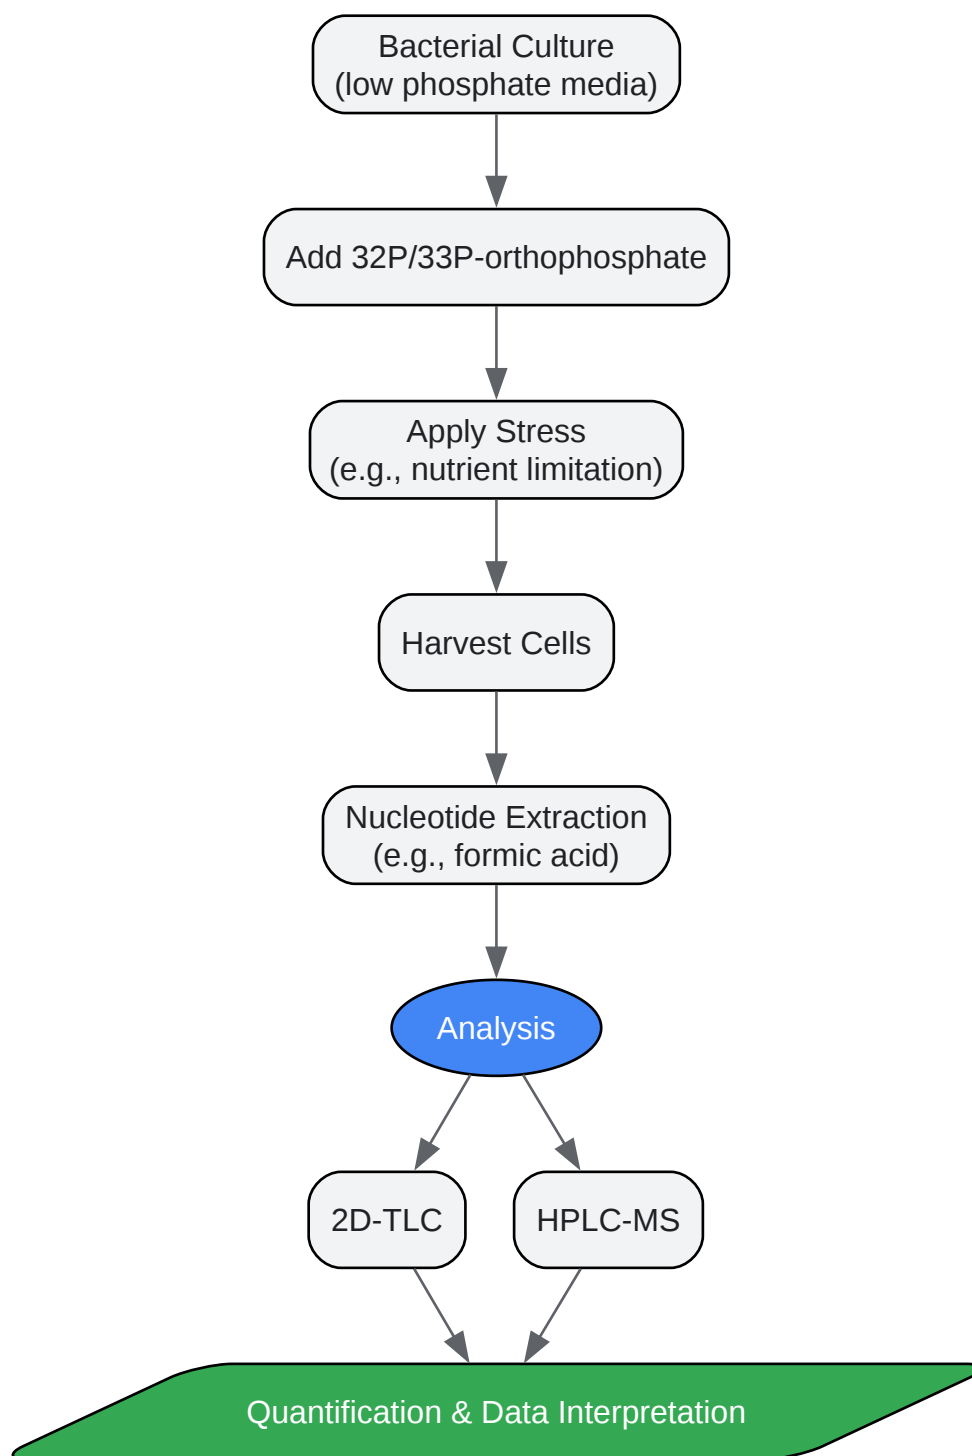 Bacterial Culture
(low phosphate media)
Add 32P/33P-orthophosphate
Apply Stress
(e.g., nutrient limitation)
Harvest Cells
Nucleotide Extraction
(e.g., formic acid)
Analysis
2D-TLC
HPLC-MS
Quantification & Data Interpretation